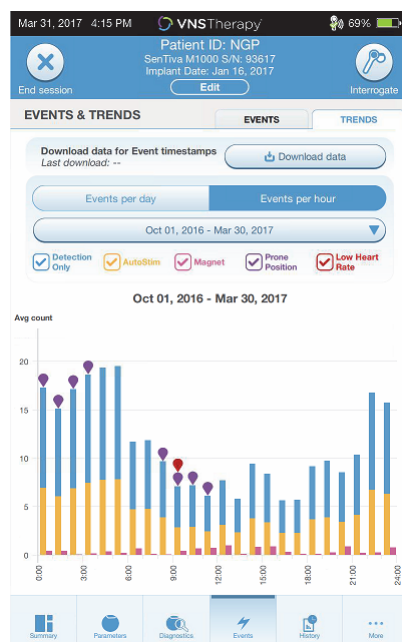 Mar 31, 2017 4:15 PM VNSTherapy 69%
Patient ID: NGP
SenTiva M1000 S/N: 93617
Implant Date: Jan 16, 2017
Edit
End session
Interrogate
EVENTS & TRENDS
EVENTS
TRENDS
Download data for Event timestamps
Last download: --
Download data
Events per day
Events per hour
Oct 01, 2016 - Mar 30, 2017
Detection Only
AutoStim
Magnet
Prone Position
Low Heart Rate
Oct 01, 2016 - Mar 30, 2017
Avg count
20
15
10
5
0
0:00 3:00 6:00 9:00 12:00 15:00 18:00 21:00 24:00
Summary Parameters Diagnostics Events History More